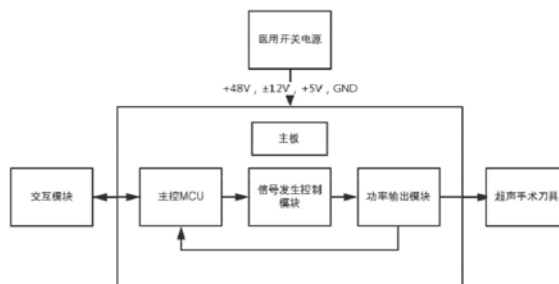 医用开关电源
+48V，±12V，+5V，GND
主板
交互模块
主控MCU
信号发生控制
模块
功率输出模块
超声手术刀具